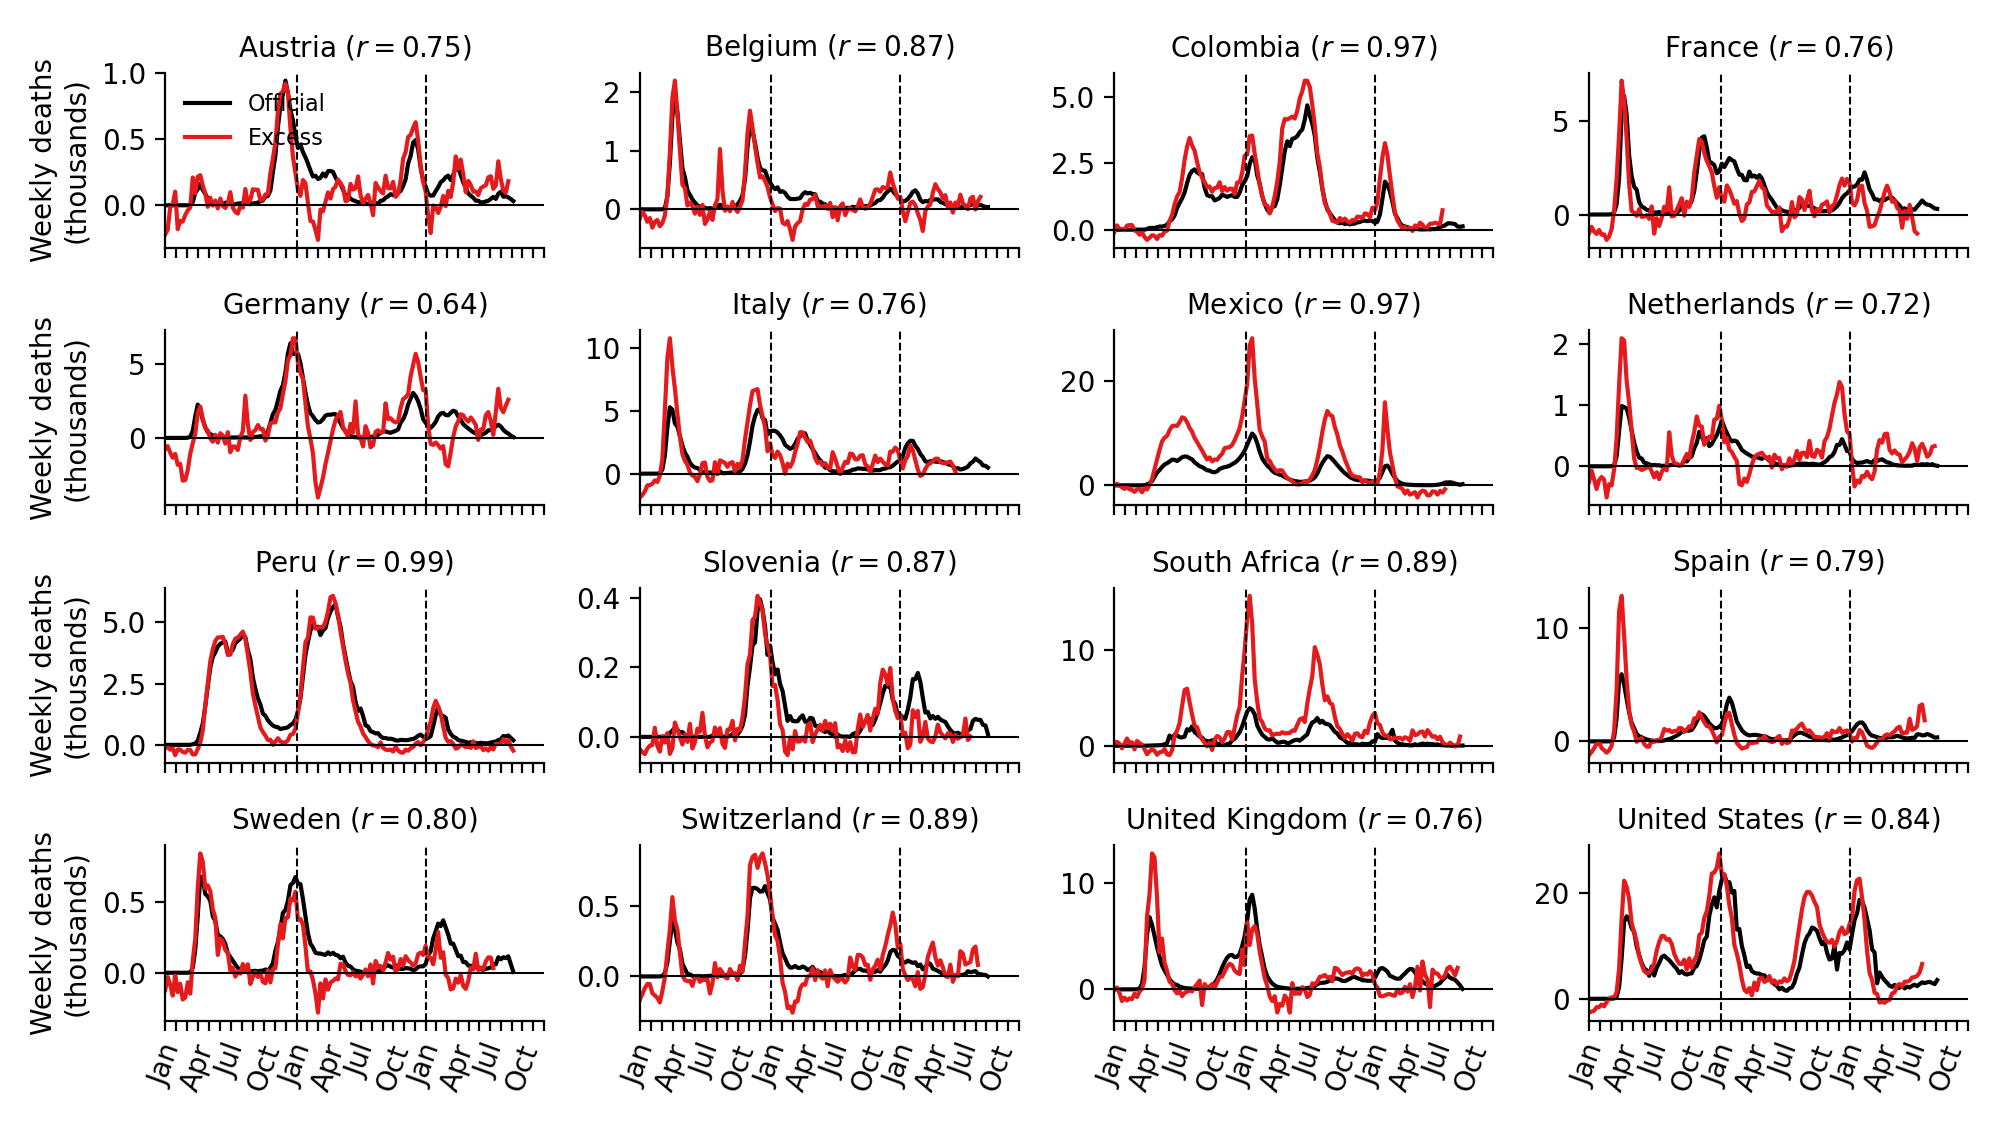 Austria (r = 0.75)
Belgium (r = 0.87)
Colombia (r = 0.97)
France (r = 0.76)
Weekly deaths
(thousands)
1.0
0.5
0.0
Official
Excess
2
1
0
5.0
2.5
0.0
5
0
Germany (r = 0.64)
Italy (r = 0.76)
Mexico (r = 0.97)
Netherlands (r = 0.72)
Weekly deaths
(thousands)
5
0
10
5
0
20
0
2
1
0
Peru (r = 0.99)
Slovenia (r = 0.87)
South Africa (r = 0.89)
Spain (r = 0.79)
Weekly deaths
(thousands)
5.0
2.5
0.0
0.4
0.2
0.0
10
0
10
0
Sweden (r = 0.80)
Switzerland (r = 0.89)
United Kingdom (r = 0.76)
United States (r = 0.84)
Weekly deaths
(thousands)
0.5
0.0
0.5
0.0
10
0
20
0
Jan Apr Jul Oct Jan Apr Jul Oct Jan Apr Jul Oct
Jan Apr Jul Oct Jan Apr Jul Oct Jan Apr Jul Oct
Jan Apr Jul Oct Jan Apr Jul Oct Jan Apr Jul Oct
Jan Apr Jul Oct Jan Apr Jul Oct Jan Apr Jul Oct